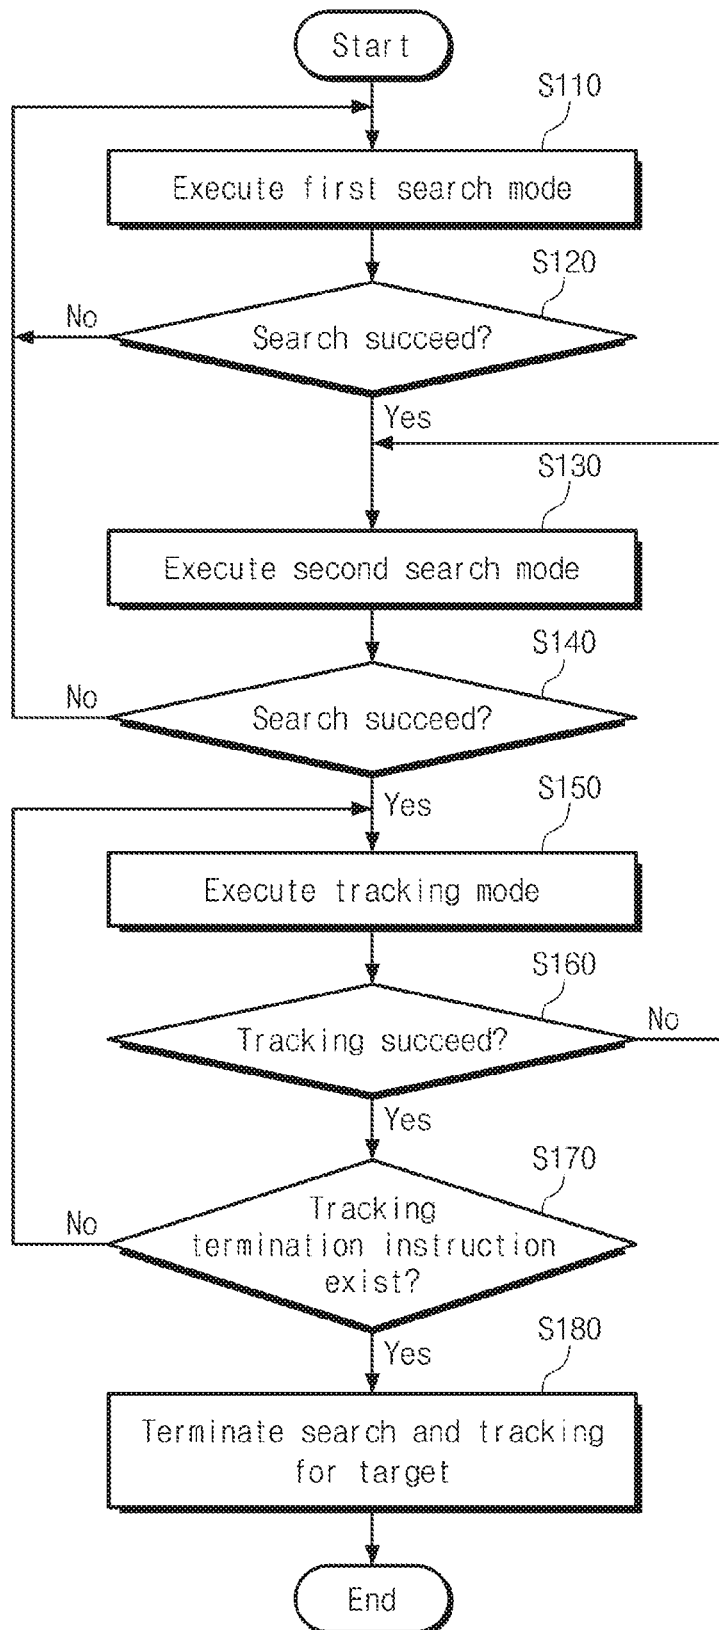 Start
S110
Execute first search mode
S120
No
Search succeed?
Yes
S130
Execute second search mode
S140
No
Search succeed?
Yes
S150
Execute tracking mode
S160
No
Tracking succeed?
Yes
S170
No
Tracking
termination instruction
exist?
Yes
S180
Terminate search and tracking
for target
End